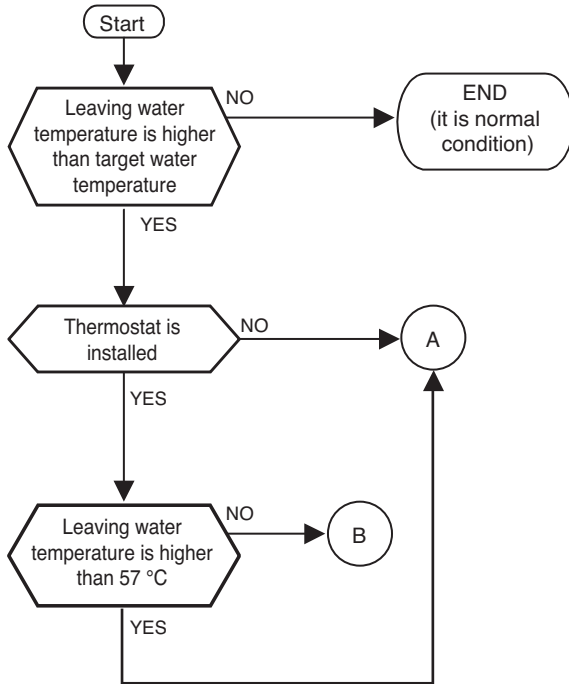 Start
Leaving water
temperature is higher
than target water
temperature
NO
END
(it is normal
condition)
YES
Thermostat is
installed
NO
A
YES
Leaving water
temperature is higher
than 57 °C
NO
B
YES